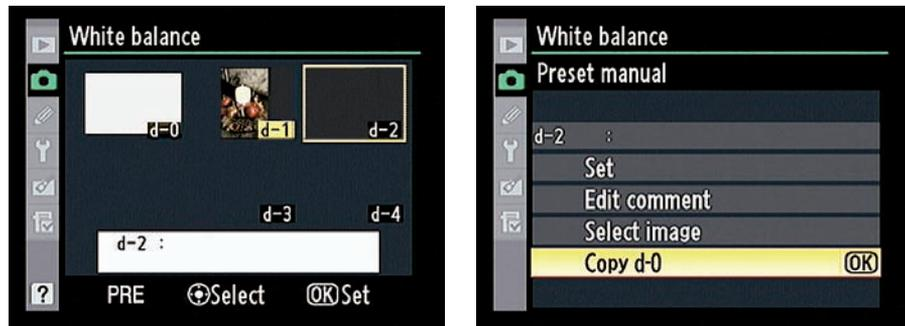 White balance
d-0
d-1
d-2
d-3
d-4
d-2 :
? PRE Select OK Set
White balance
Preset manual
d-2 :
Set
Edit comment
Select image
Copy d-0 OK